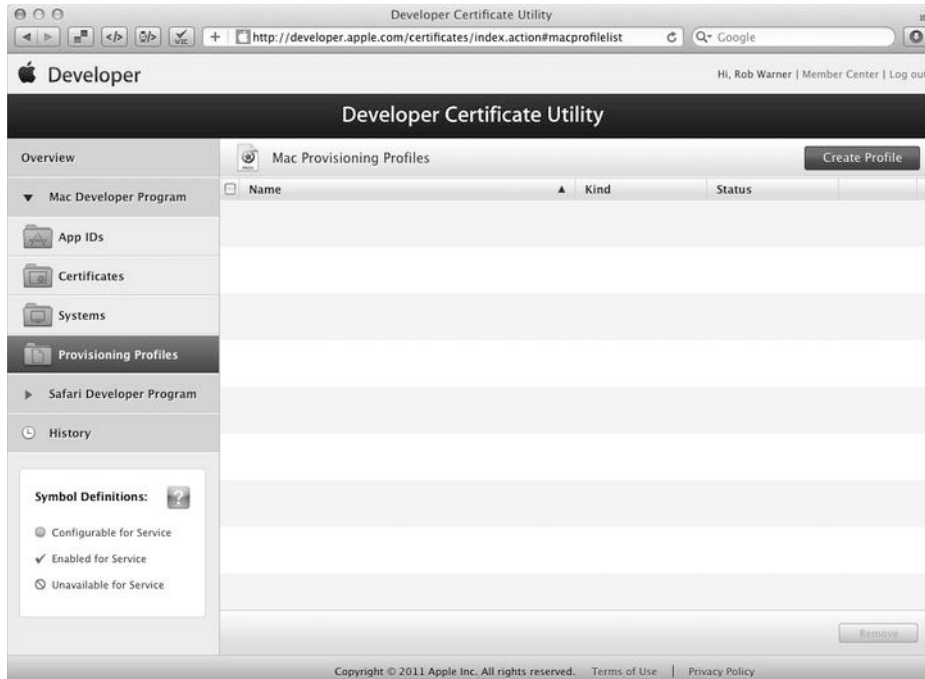 Developer Certificate Utility
http://developer.apple.com/certificates/index.action#macprofilelist
Google
Developer
Hi, Rob Warner | Member Center | Log out
Developer Certificate Utility
Overview
Mac Provisioning Profiles
Create Profile
Name
Kind
Status
Mac Developer Program
App IDs
Certificates
Systems
Provisioning Profiles
Safari Developer Program
History
Symbol Definitions:
?
Configurable for Service
Enabled for Service
Unavailable for Service
Remove
Copyright © 2011 Apple Inc. All rights reserved. Terms of Use | Privacy Policy